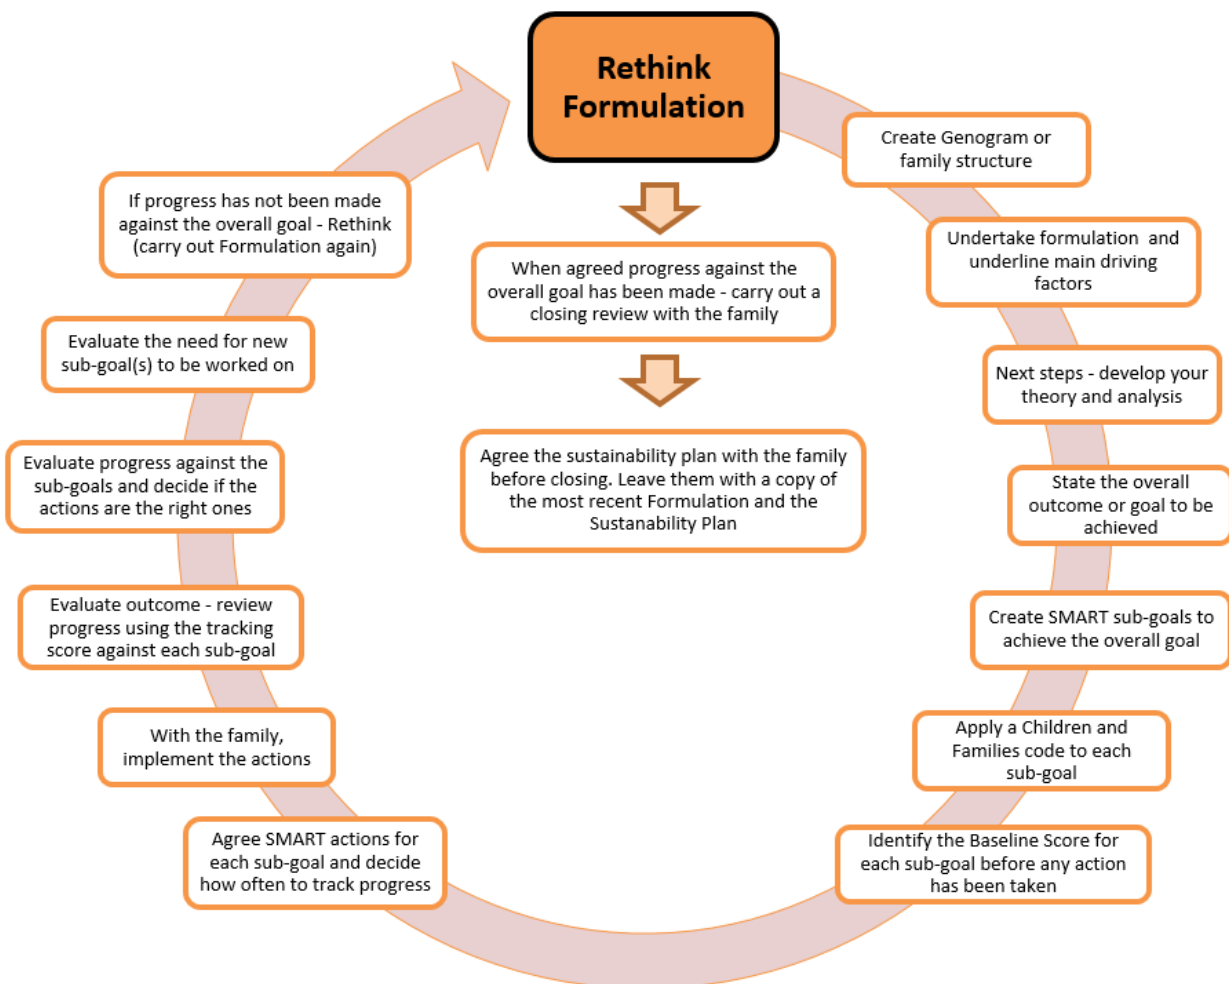 Rethink
Formulation
Create Genogram or
family structure
Undertake formulation and
underline main driving
factors
Next steps - develop your
theory and analysis
State the overall
outcome or goal to be
achieved
Create SMART sub-goals to
achieve the overall goal
Apply a Children and
Families code to each
sub-goal
Identify the Baseline Score for
each sub-goal before any action
has been taken
Agree SMART actions for
each sub-goal and decide
how often to track progress
With the family,
implement the actions
Evaluate outcome - review
progress using the tracking
score against each sub-goal
Evaluate progress against the
sub-goals and decide if the
actions are the right ones
Evaluate the need for new
sub-goal(s) to be worked on
If progress has not been made
against the overall goal - Rethink
(carry out Formulation again)
When agreed progress against the
overall goal has been made - carry out a
closing review with the family
Agree the sustainability plan with the family
before closing. Leave them with a copy of
the most recent Formulation and the
Sustanability Plan